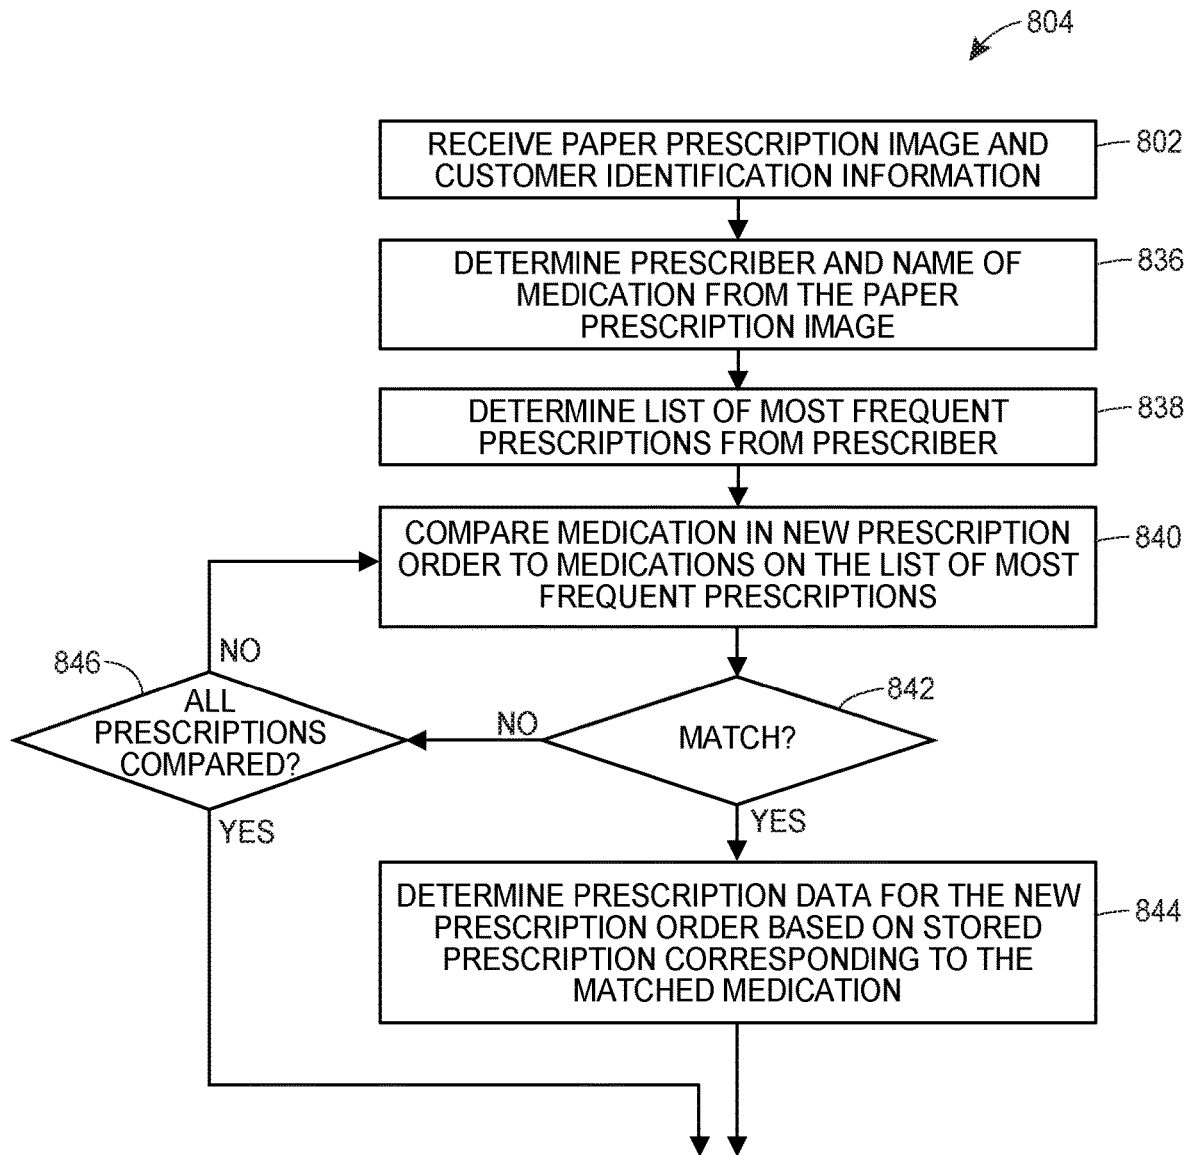 804
RECEIVE PAPER PRESCRIPTION IMAGE AND
CUSTOMER IDENTIFICATION INFORMATION
802
DETERMINE PRESCRIBER AND NAME OF
MEDICATION FROM THE PAPER
PRESCRIPTION IMAGE
836
DETERMINE LIST OF MOST FREQUENT
PRESCRIPTIONS FROM PRESCRIBER
838
COMPARE MEDICATION IN NEW PRESCRIPTION
ORDER TO MEDICATIONS ON THE LIST OF MOST
FREQUENT PRESCRIPTIONS
840
NO
846
ALL
PRESCRIPTIONS
COMPARED?
NO
MATCH?
842
YES
YES
DETERMINE PRESCRIPTION DATA FOR THE NEW
PRESCRIPTION ORDER BASED ON STORED
PRESCRIPTION CORRESPONDING TO THE
MATCHED MEDICATION
844